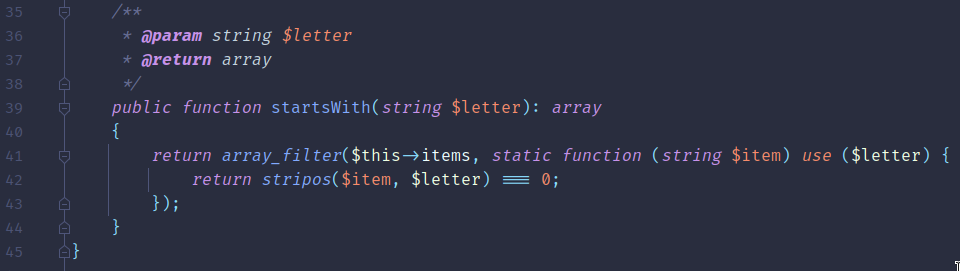 35 /**
36 * @param string $letter
37 * @return array
38 */
39 public function startsWith(string $letter): array
40 {
41 return array_filter($this->items, static function (string $item) use ($letter) {
42 return stripos($item, $letter) === 0;
43 });
44 }
45 }